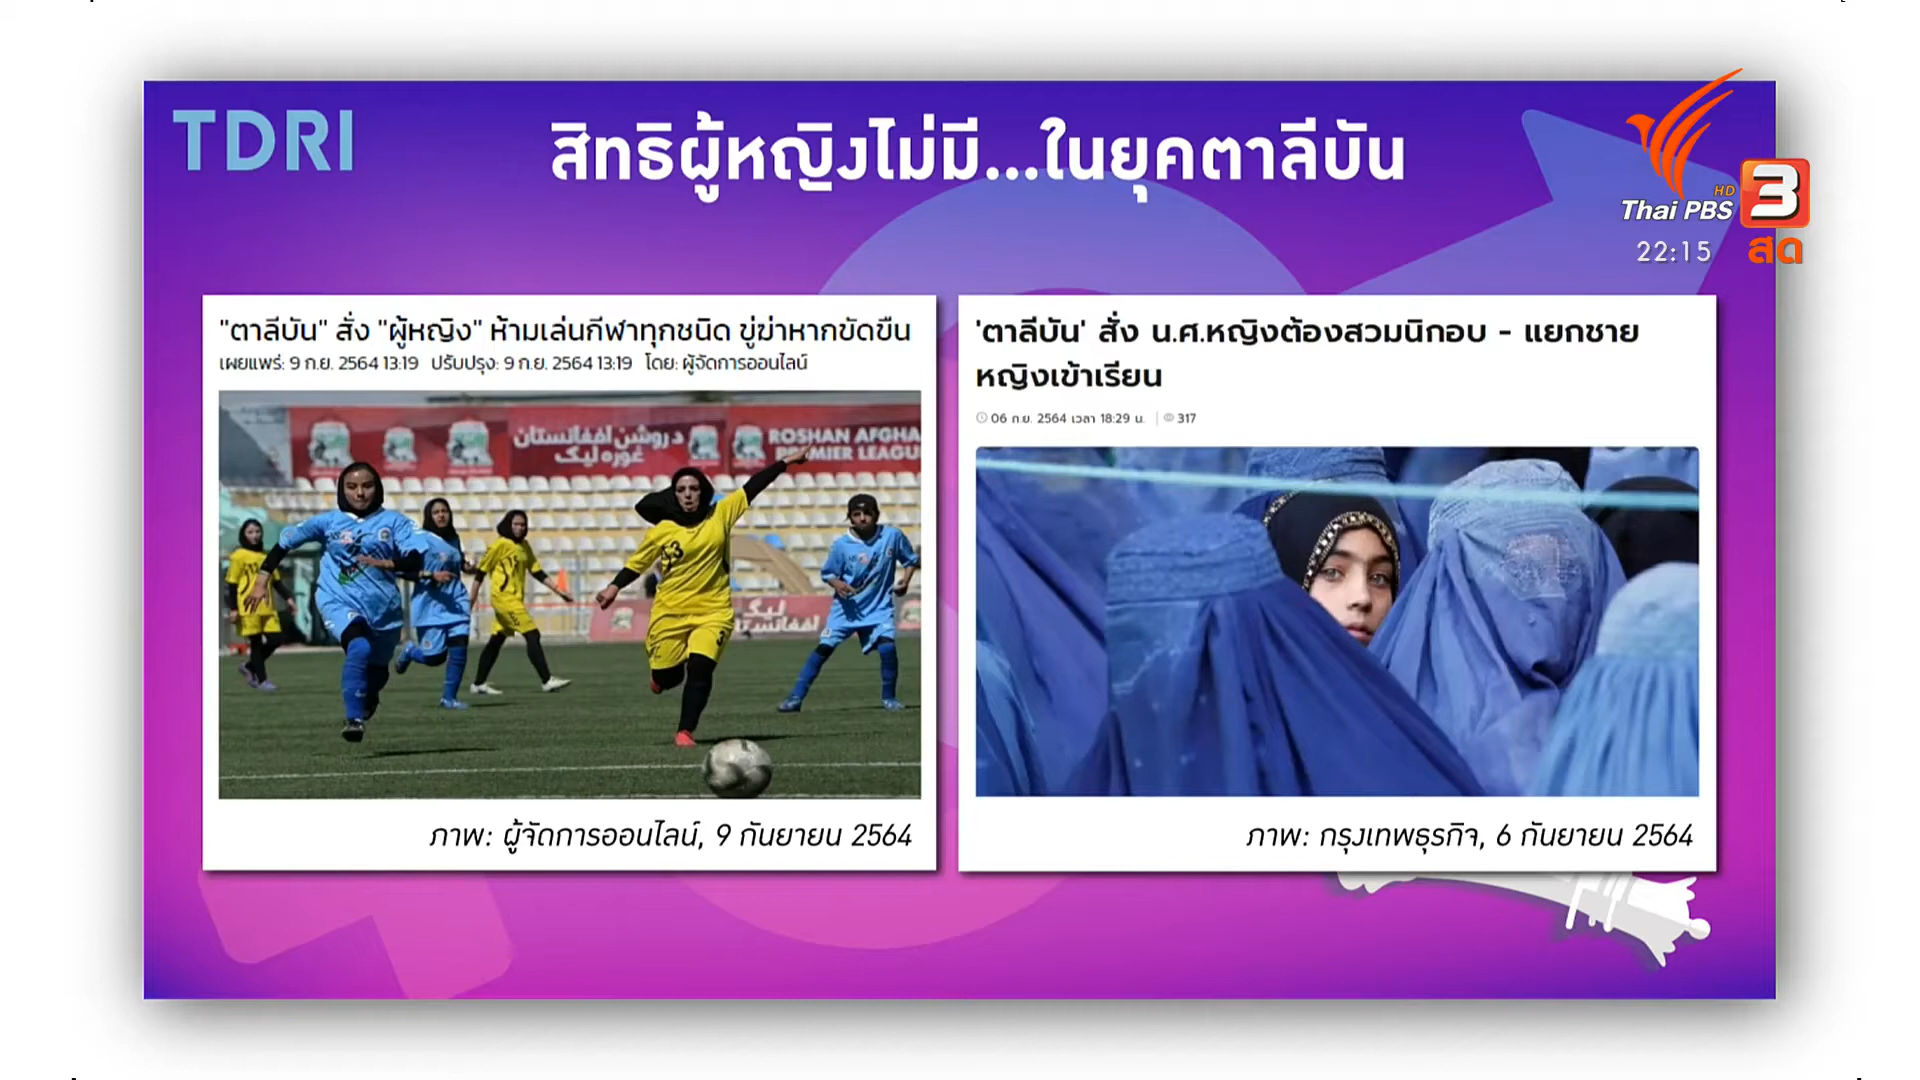 TDRI
สิทธิผู้หญิงไม่มี...ในยุคตาลีบัน
HD
Thai PBS 3
22:15 สด
"ตาลีบัน" สั่ง "ผู้หญิง" ห้ามเล่นกีฬาทุกชนิด ขู่ฆ่าหากขัดขืน
เผยแพร่: 9 ก.ย. 2564 13:19 ปรับปรุง: 9 ก.ย. 2564 13:19 โดย: ผู้จัดการออนไลน์
د روشن افغانستان
غوره لیگ
ROSHAN AFGHA
PREMIER LEAGU
لیگ
افغانستان
ภาพ: ผู้จัดการออนไลน์, 9 กันยายน 2564
'ตาลีบัน' สั่ง น.ศ.หญิงต้องสวมนิกอบ - แยกชาย
หญิงเข้าเรียน
06 ก.ย. 2564 เวลา 18:29 น. 317
ภาพ: กรุงเทพธุรกิจ, 6 กันยายน 2564